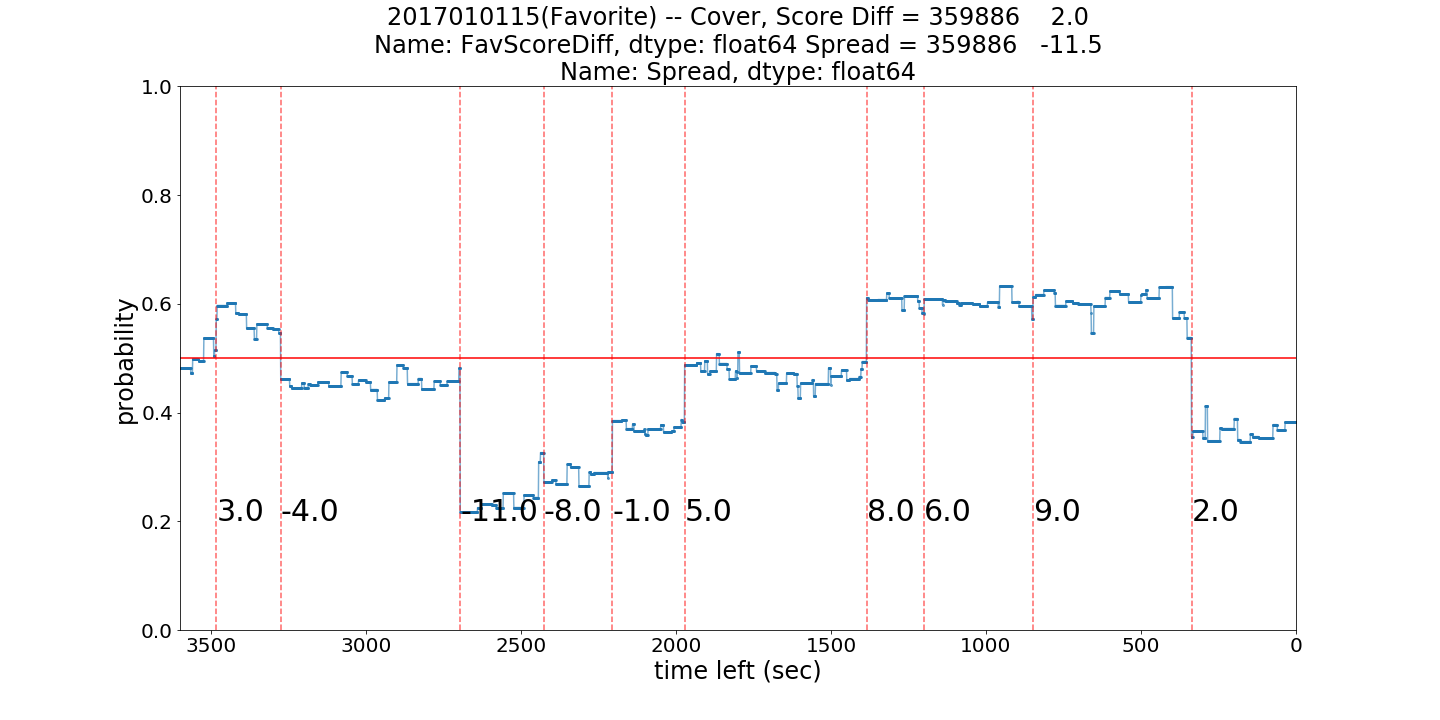 2017010115(Favorite) -- Cover, Score Diff = 359886    2.0
Name: FavScoreDiff, dtype: float64 Spread = 359886   -11.5
Name: Spread, dtype: float64
1.0
0.8
0.6
0.4
0.2
0.0
probability
3.0 -4.0 -11.0 -8.0 -1.0 5.0 8.0 6.0 9.0 2.0
3500 3000 2500 2000 1500 1000 500 0
time left (sec)